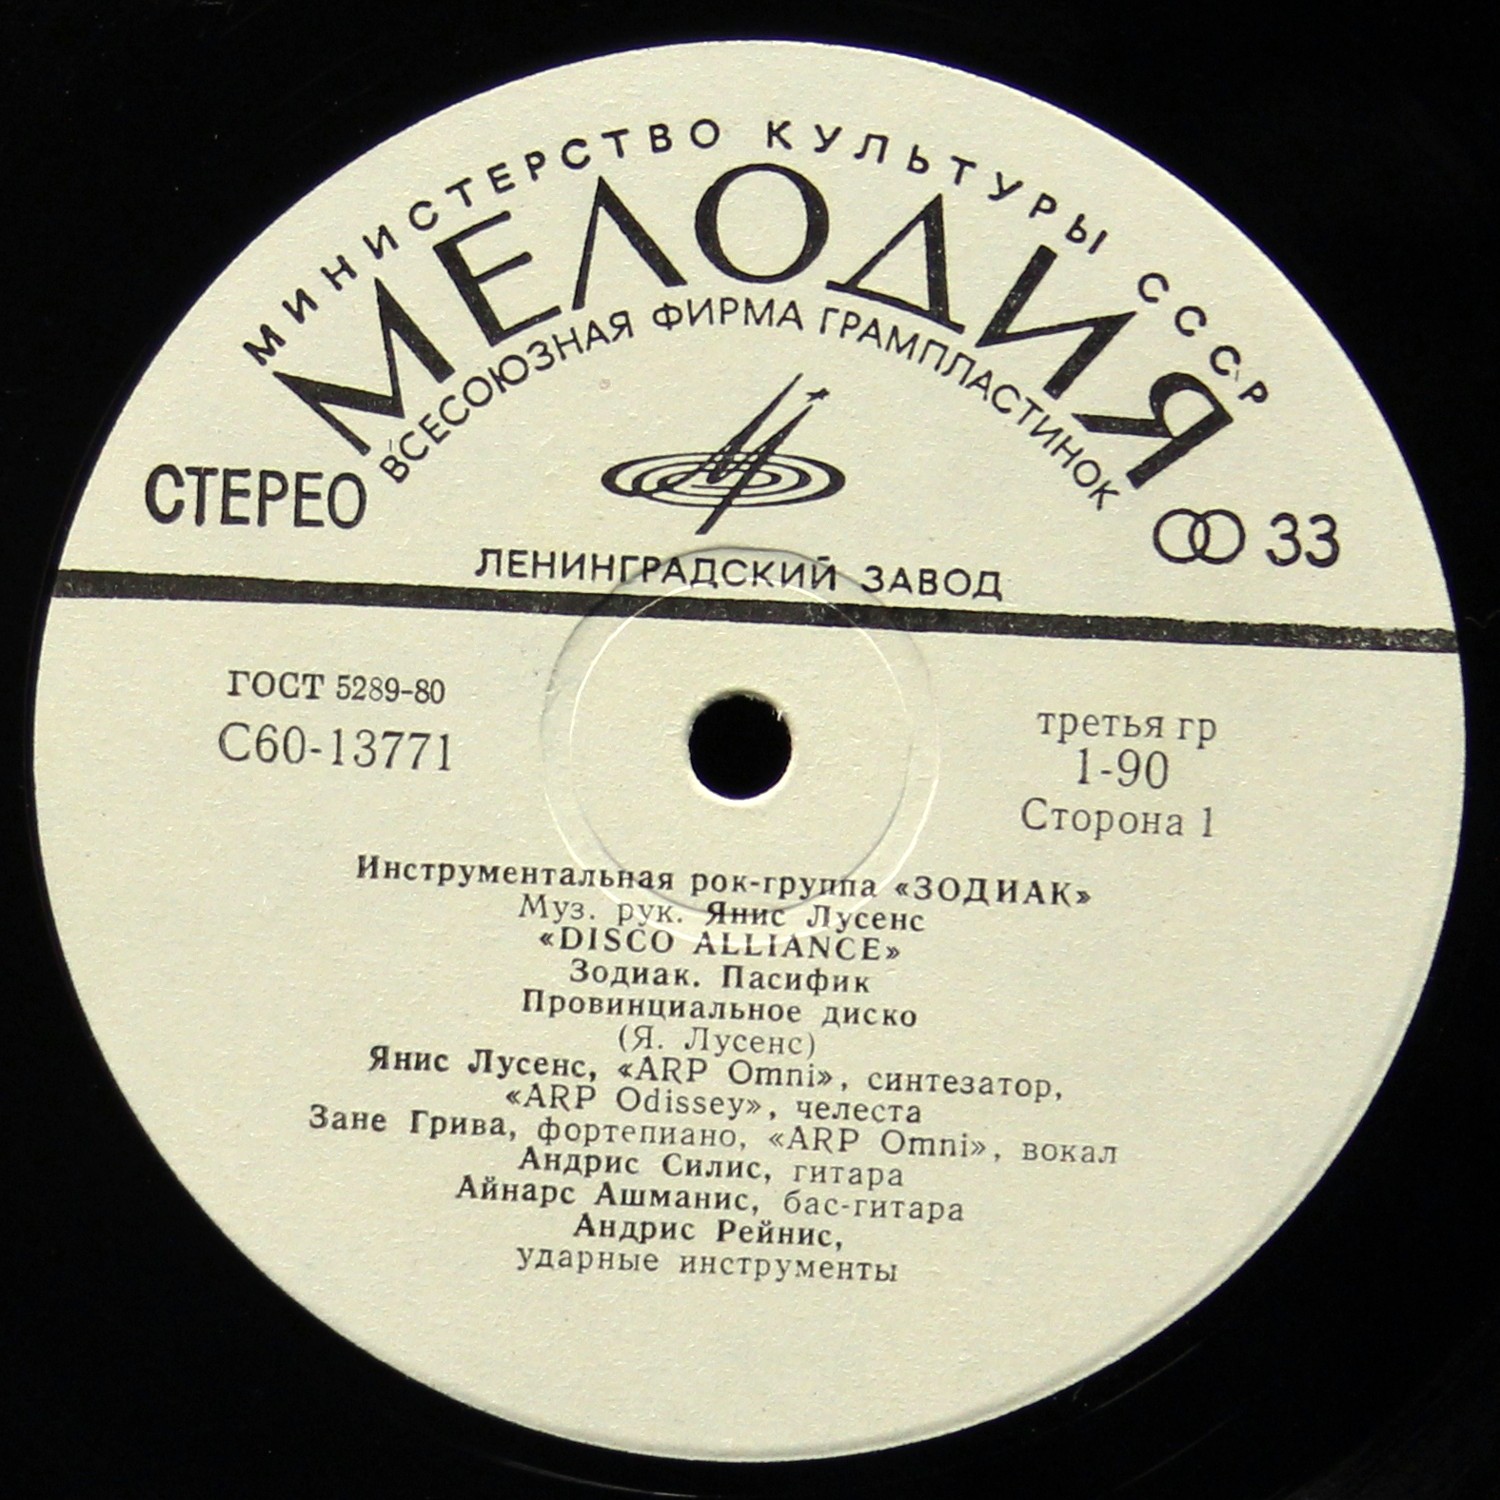 МИНИСТЕРСТВО КУЛЬТУРЫ СССР
МЕЛОДИЯ
ВСЕСОЮЗНАЯ ФИРМА ГРАМПЛАСТИНОК
СТЕРЕО
33
ЛЕНИНГРАДСКИЙ ЗАВОД
ГОСТ 5289-80
С60-13771
третья гр
1-90
Сторона 1
Инструментальная рок-группа «ЗОДИАК»
Муз. рук. Янис Лусенс
«DISCO ALLIANCE»
Зодиак. Пасифик
Провинциальное диско
(Я. Лусенс)
Янис Лусенс, «ARP Omni», синтезатор,
«ARP Odissey», челеста
Зане Грива, фортепиано, «ARP Omni», вокал
Андрис Силис, гитара
Айнарс Ашманис, бас-гитара
Андрис Рейнис,
ударные инструменты